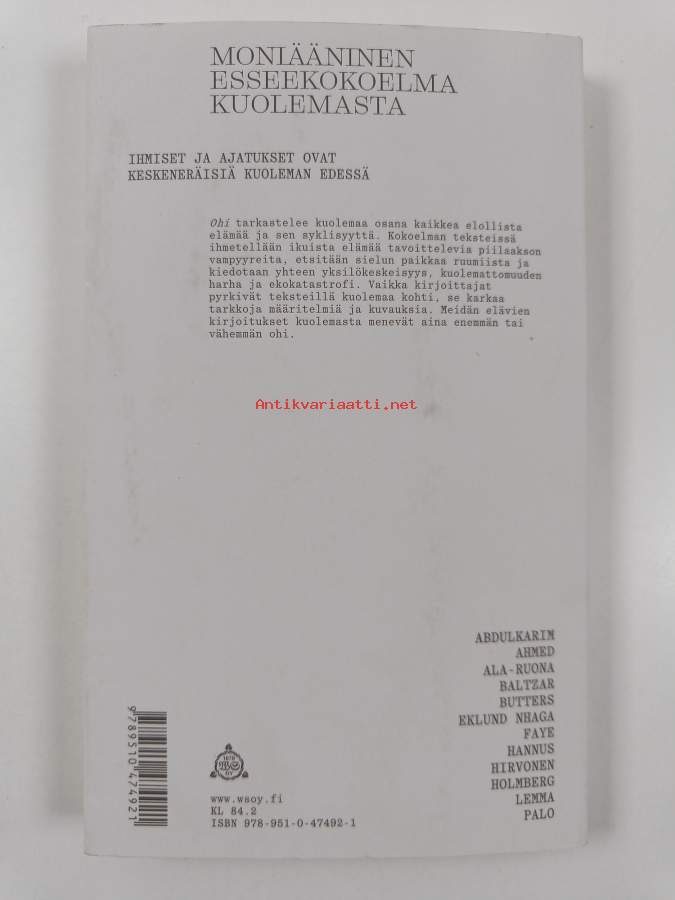 MONIÄÄNINEN
ESSEEKOKOELMA
KUOLEMASTA
IHMISET JA AJATUKSET OVAT
KESKENERÄISIÄ KUOLEMAN EDESSÄ
Ohi tarkastelee kuolemaa osana kaikkea elollista
elämää ja sen syklisyyttä. Kokoelman teksteissä
ihmetellään ikuista elämää tavoittelevia piilaakson
vampyyreita, etsitään sielun paikkaa ruumiista ja
kiedotaan yhteen yksilökeskeisyys, kuolemattomuuden
harha ja ekokatastrofi. Vaikka kirjoittajat
pyrkivät teksteillä kuolemaa kohti, se karkaa
tarkkoja määritelmiä ja kuvauksia. Meidän elävien
kirjoitukset kuolemasta menevät aina enemmän tai
vähemmän ohi.
Antikvariaatti.net
ABDULKARIM
AHMED
ALA-RUONA
BALTZAR
BUTTERS
EKLUND NHAGA
FAYE
HANNUS
HIRVONEN
HOLMBERG
LEMMA
PALO
9789510474921
1878
OY
www.wsoy.fi
KL 84.2
ISBN 978-951-0-47492-1